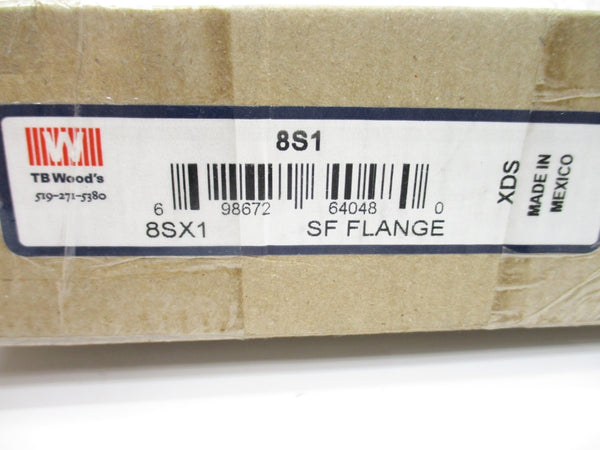 8S1
TB Wood's
519-271-5380
6 98672 64048 0
8SX1 SF FLANGE
XDS
MADE IN
MEXICO